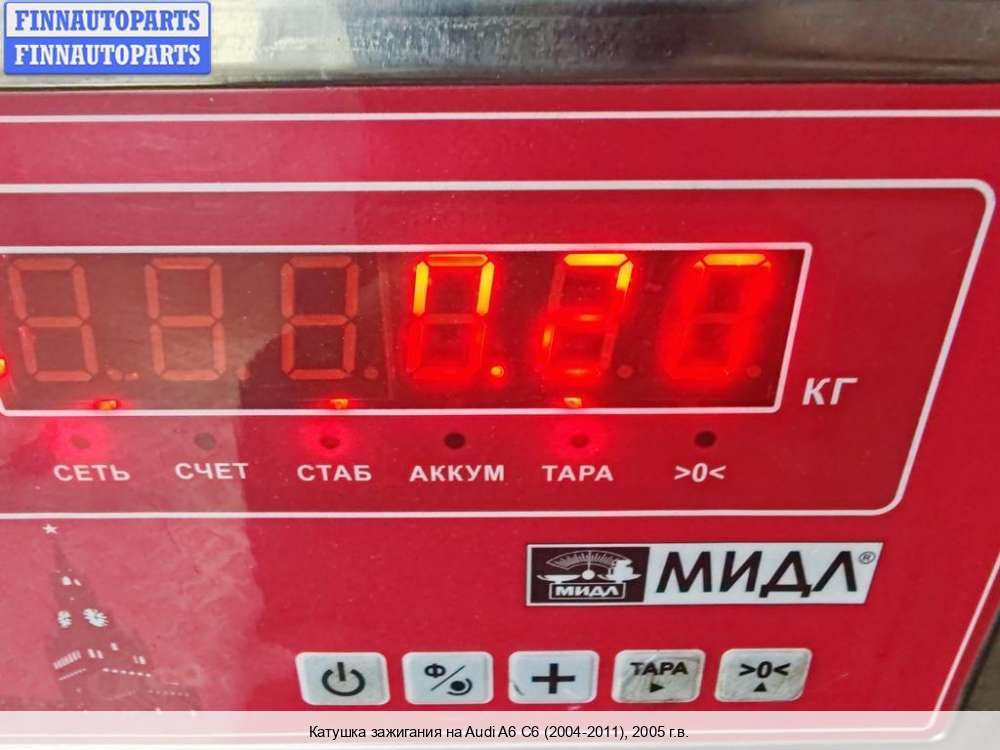 FINNAUTOPARTS
FINNAUTOPARTS
0.20
КГ
СЕТЬ СЧЕТ СТАБ АККУМ ТАРА >0<
МИДЛ МИДЛ®
Ф/ + ТАРА >0<
Катушка зажигания на Audi A6 C6 (2004-2011), 2005 г.в.